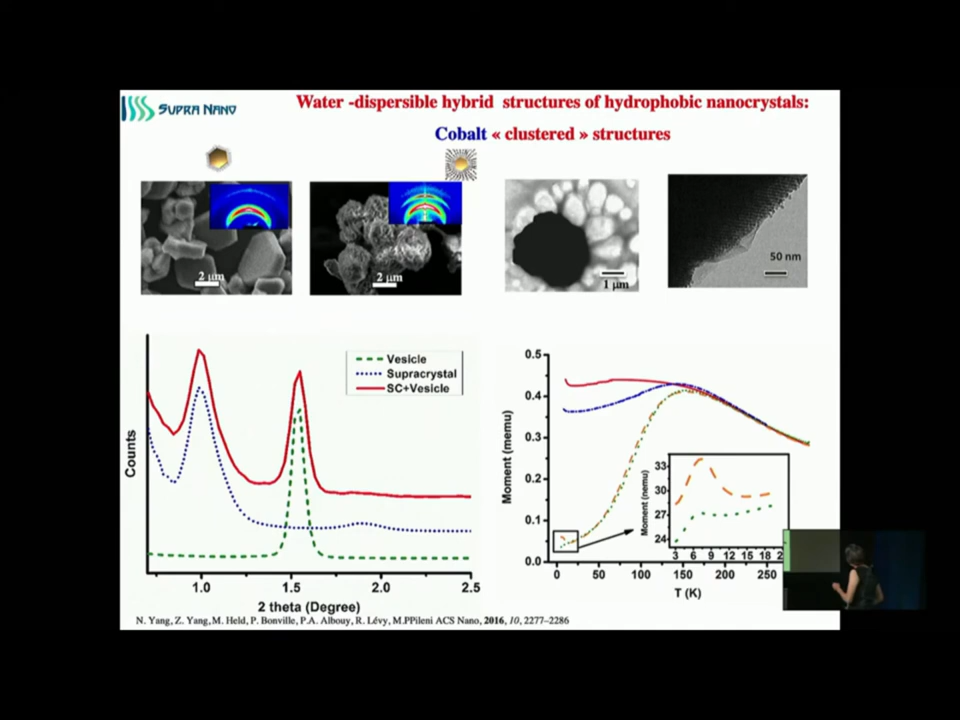 SUPRA NANO
Water -dispersible hybrid structures of hydrophobic nanocrystals:
Cobalt « clustered » structures
2 μm
2 μm
1 μm
50 nm
Vesicle
Supracrystal
SC+Vesicle
Counts
1.0
1.5
2.0
2.5
2 theta (Degree)
0.5
0.4
0.3
0.2
0.1
0.0
Moment (memu)
0
50
100
150
200
250
T (K)
33
30
27
24
Moment (nemu)
3 6 9 12 15 18 2
N. Yang, Z. Yang, M. Held, P. Bonville, P.A. Albouy, R. Lévy, M.PPileni ACS Nano, 2016, 10, 2277–2286